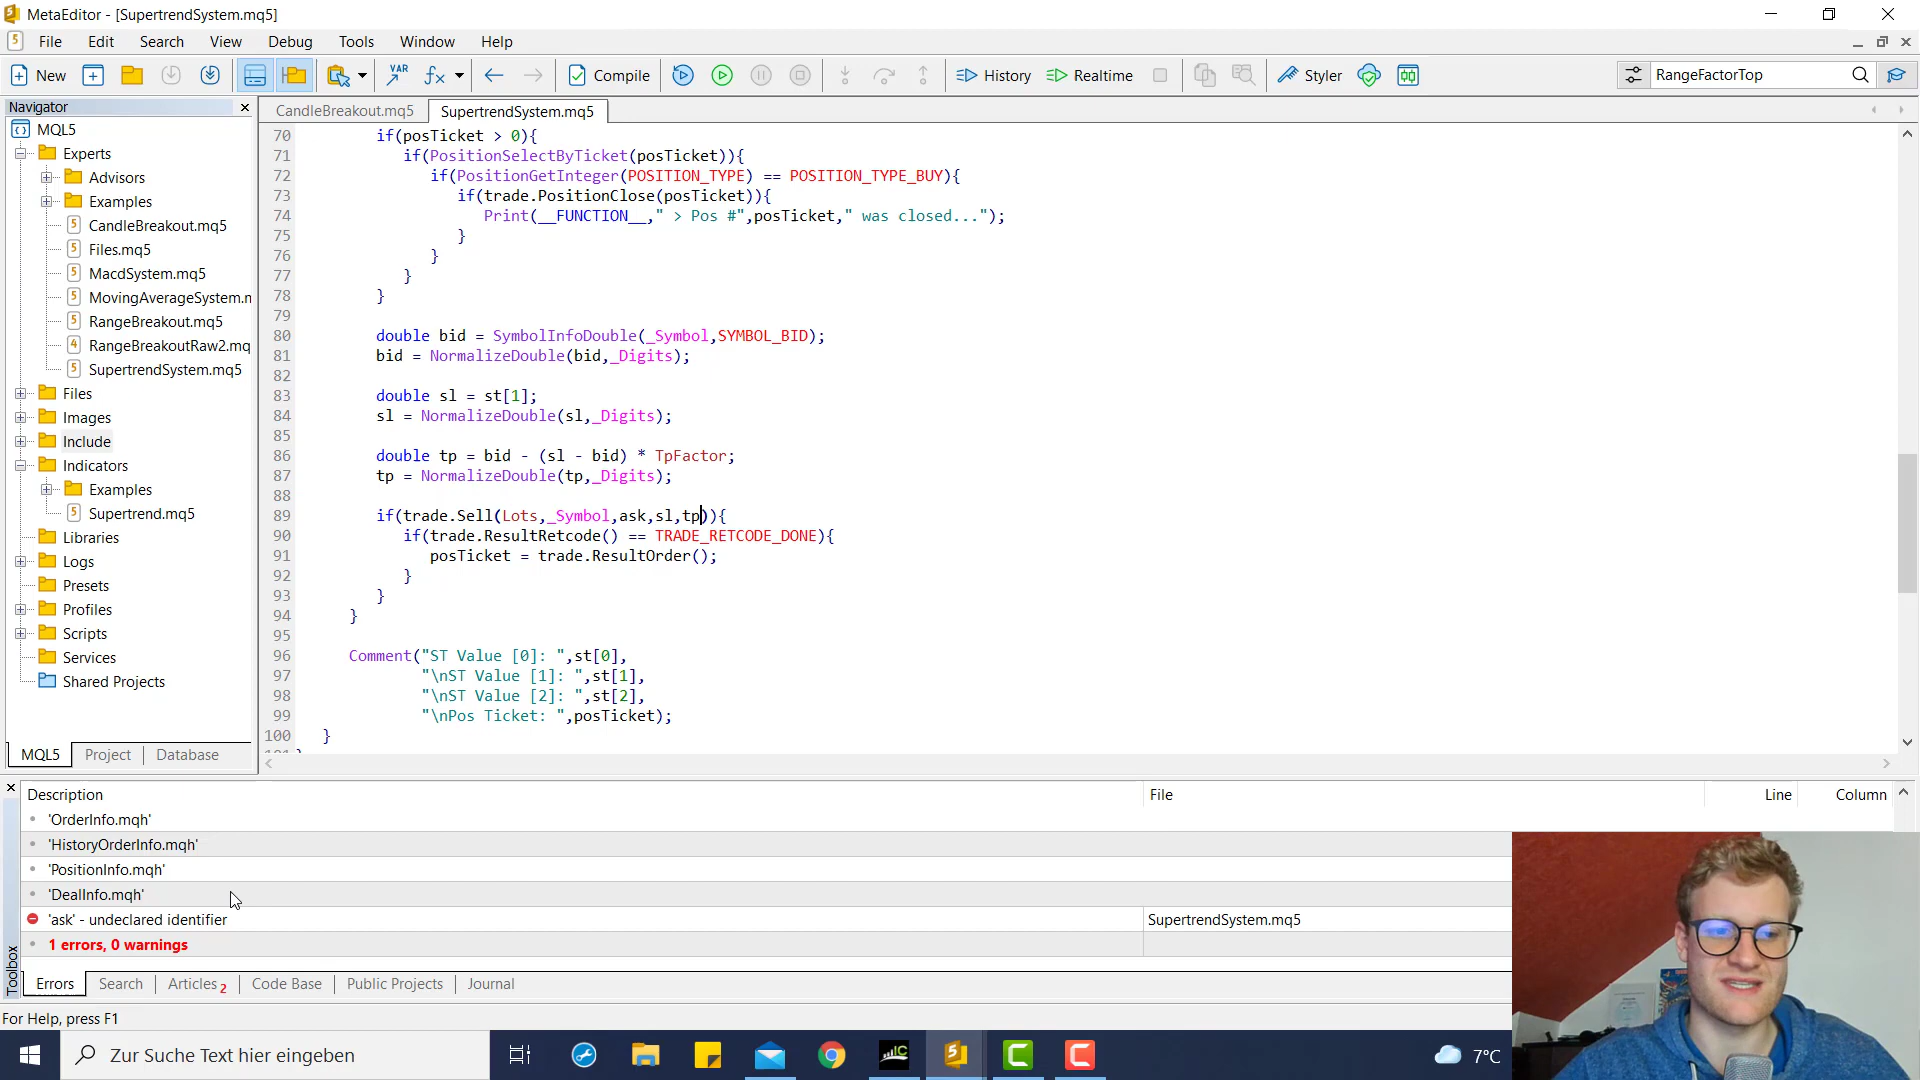 MetaEditor - [SupertrendSystem.mq5]
File Edit Search View Debug Tools Window Help
New VAR fx Compile History Realtime Styler RangeFactorTop
Navigator
CandleBreakout.mq5 SupertrendSystem.mq5
MQL5
Experts
Advisors
Examples
CandleBreakout.mq5
Files.mq5
MacdSystem.mq5
MovingAverageSystem.m
RangeBreakout.mq5
RangeBreakoutRaw2.mq
SupertrendSystem.mq5
Files
Images
Include
Indicators
Examples
Supertrend.mq5
Libraries
Logs
Presets
Profiles
Scripts
Services
Shared Projects
MQL5 Project Database
70 if(posTicket > 0){
71 if(PositionSelectByTicket(posTicket)){
72 if(PositionGetInteger(POSITION_TYPE) == POSITION_TYPE_BUY){
73 if(trade.PositionClose(posTicket)){
74 Print(__FUNCTION__," > Pos #",posTicket," was closed...");
75 }
76 }
77 }
78 }
79
80 double bid = SymbolInfoDouble(_Symbol,SYMBOL_BID);
81 bid = NormalizeDouble(bid,_Digits);
82
83 double sl = st[1];
84 sl = NormalizeDouble(sl,_Digits);
85
86 double tp = bid - (sl - bid) * TpFactor;
87 tp = NormalizeDouble(tp,_Digits);
88
89 if(trade.Sell(Lots,_Symbol,ask,sl,tp)){
90 if(trade.ResultRetcode() == TRADE_RETCODE_DONE){
91 posTicket = trade.ResultOrder();
92 }
93 }
94 }
95
96 Comment("ST Value [0]: ",st[0],
97 "\nST Value [1]: ",st[1],
98 "\nST Value [2]: ",st[2],
99 "\nPos Ticket: ",posTicket);
100 }
Description File Line Column
'OrderInfo.mqh'
'HistoryOrderInfo.mqh'
'PositionInfo.mqh'
'DealInfo.mqh'
'ask' - undeclared identifier SupertrendSystem.mq5
1 errors, 0 warnings
Toolbox
Errors Search Articles 2 Code Base Public Projects Journal
For Help, press F1
Zur Suche Text hier eingeben
IC
7°C